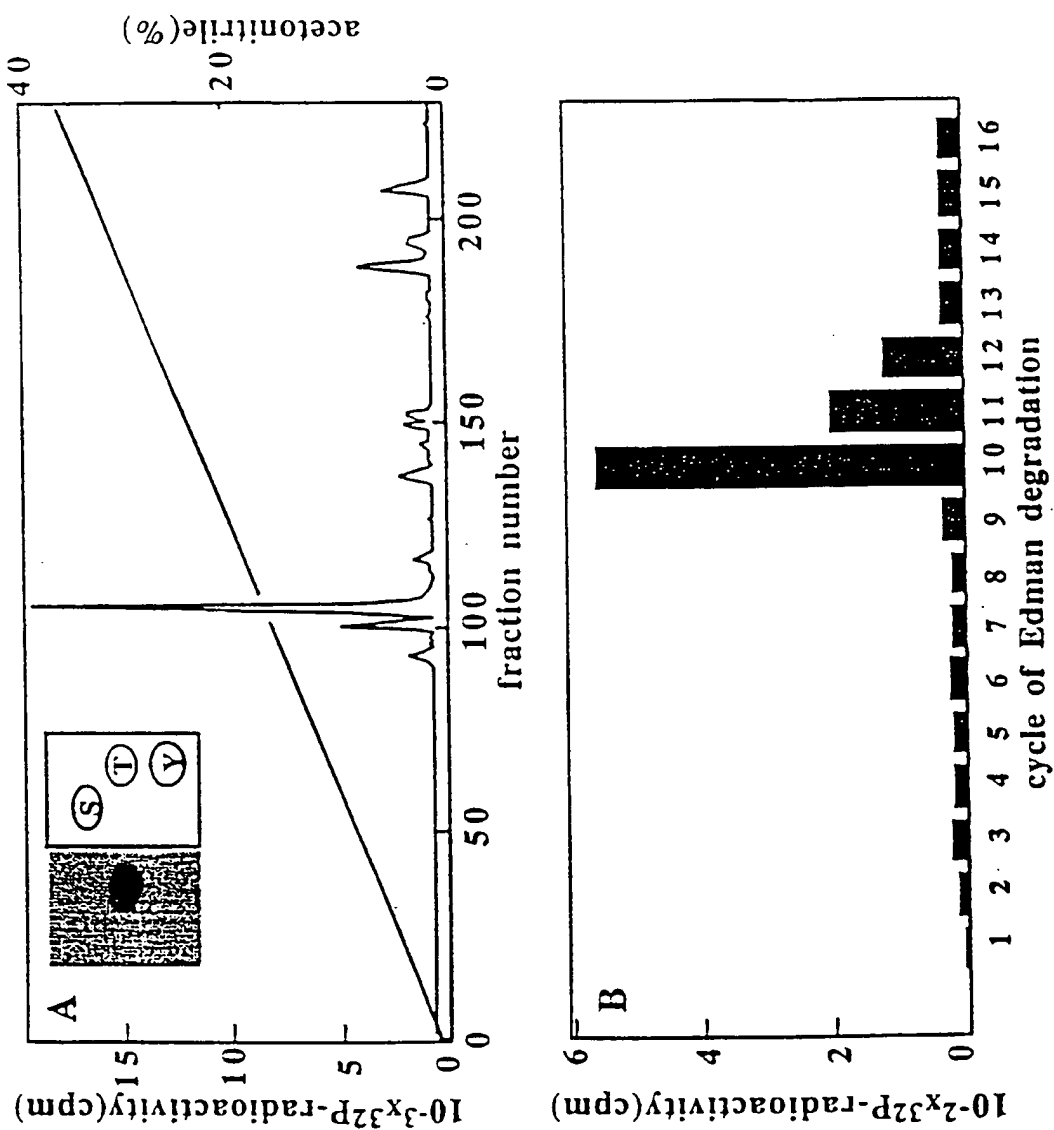 A
S
T
Y
10⁻³x³²P-radioactivity(cpm)
15
10
5
0
acetonitrile(%)
40
20
0
0
50
100
150
200
fraction number
B
10⁻²x³²P-radioactivity(cpm)
6
4
2
0
1 2 3 4 5 6 7 8 9 10 11 12 13 14 15 16
cycle of Edman degradation